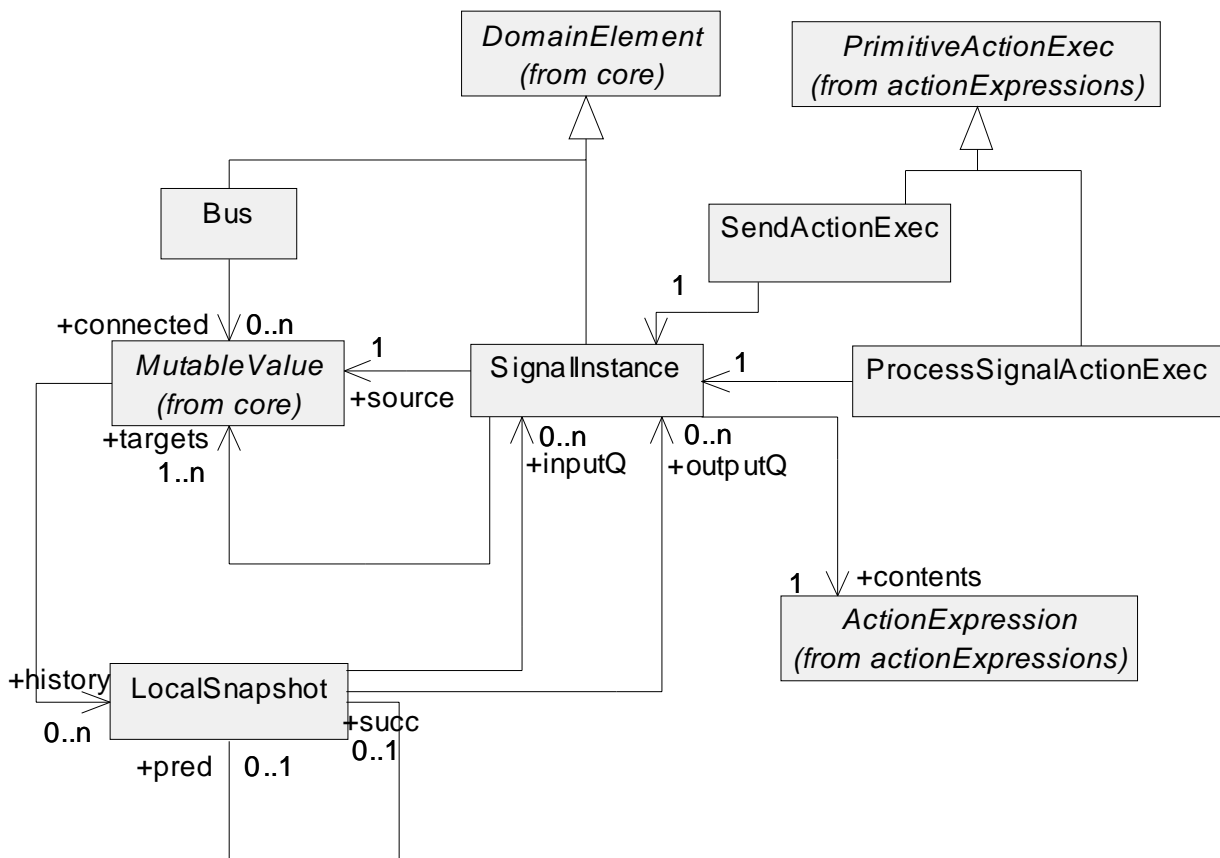 DomainElement
(from core)
PrimitiveActionExec
(from actionExpressions)
Bus
SendActionExec
1
+connected
0..n
MutableValue
(from core)
1
+source
SignalInstance
1
ProcessSignalActionExec
+targets
1..n
0..n
+inputQ
0..n
+outputQ
1
+contents
ActionExpression
(from actionExpressions)
+history
0..n
LocalSnapshot
+succ
0..1
+pred
0..1